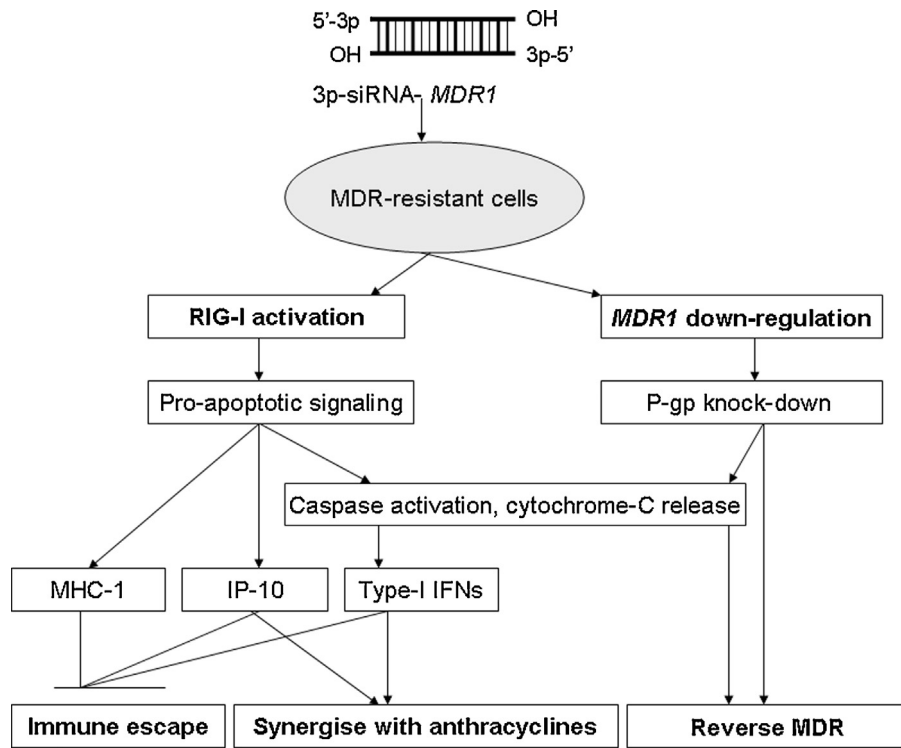 5’-3p OH
OH 3p-5’
3p-siRNA- MDR1
MDR-resistant cells
RIG-I activation
MDR1 down-regulation
Pro-apoptotic signaling
P-gp knock-down
Caspase activation, cytochrome-C release
MHC-1
IP-10
Type-I IFNs
Immune escape
Synergise with anthracyclines
Reverse MDR